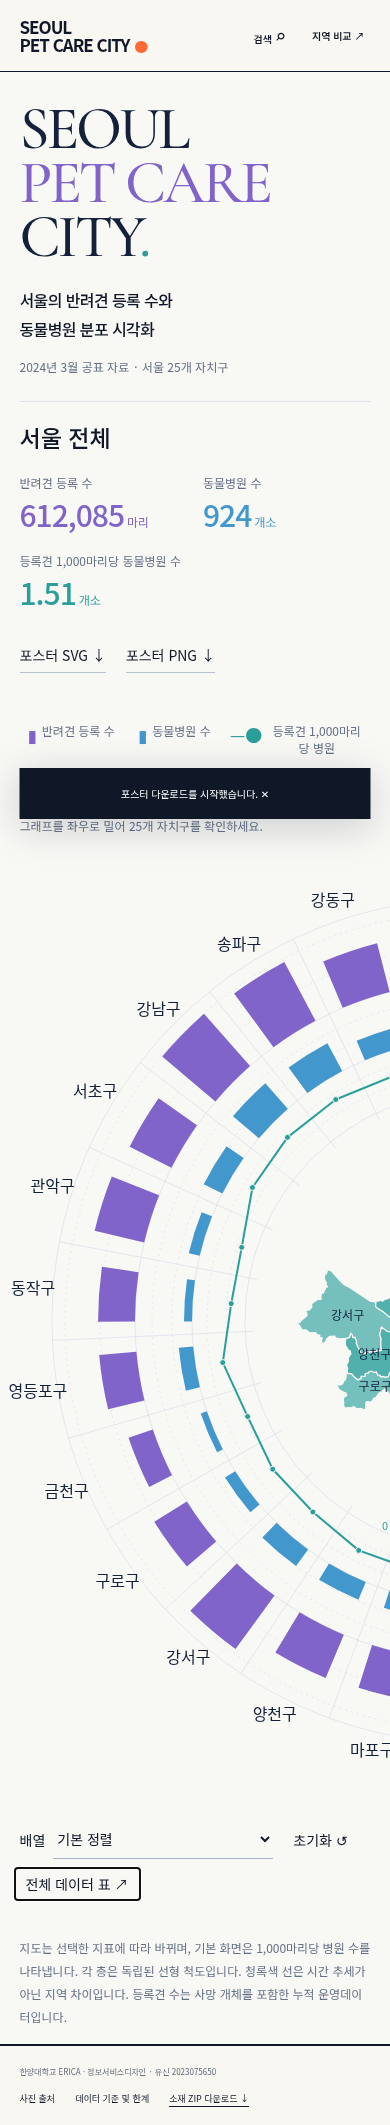 SEOUL
PET CARE CITY
검색 ⌕
지역 비교 ↗
SEOUL
PET CARE
CITY.
서울의 반려견 등록 수와
동물병원 분포 시각화
2024년 3월 공표 자료 · 서울 25개 자치구
서울 전체
반려견 등록 수
612,085 마리
동물병원 수
924 개소
등록견 1,000마리당 동물병원 수
1.51 개소
포스터 SVG ↓
포스터 PNG ↓
반려견 등록 수
동물병원 수
등록견 1,000마리
당 병원
포스터 다운로드를 시작했습니다. ✕
그래프를 좌우로 밀어 25개 자치구를 확인하세요.
강동구
송파구
강남구
서초구
관악구
동작구
영등포구
금천구
구로구
강서구
양천구
마포구
강서구
양천구
구로구
0
배열
기본 정렬
초기화 ↺
전체 데이터 표 ↗
지도는 선택한 지표에 따라 바뀌며, 기본 화면은 1,000마리당 병원 수를
나타냅니다. 각 층은 독립된 선형 척도입니다. 청록색 선은 시간 추세가
아닌 지역 차이입니다. 등록견 수는 사망 개체를 포함한 누적 운영데이
터입니다.
한양대학교 ERICA · 정보서비스디자인 · 유신 2023075650
사진 출처
데이터 기준 및 한계
소재 ZIP 다운로드 ↓